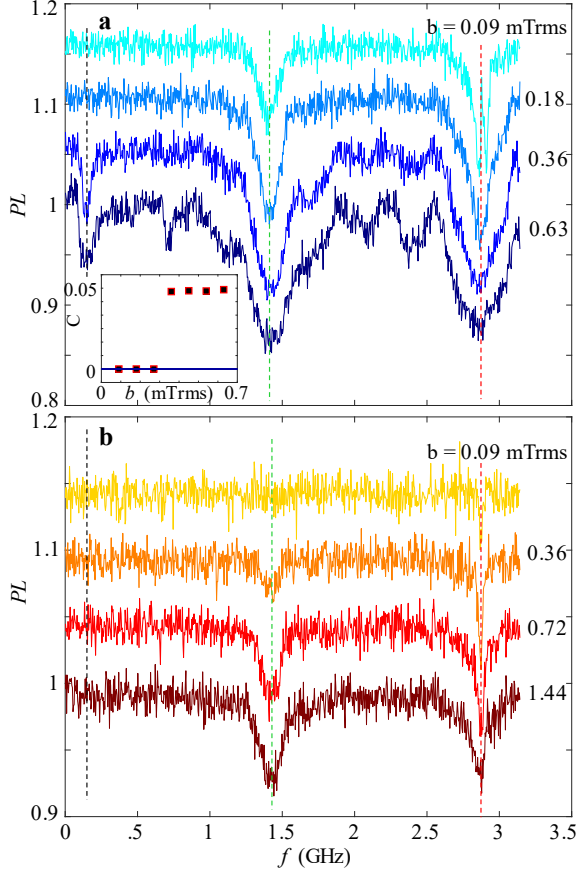 1.2
a
b = 0.09 mTrms
1.1
0.18
0.36
PL
1
0.63
0.9
0.05
C
0
0 b (mTrms) 0.7
0.8
1.2
b
b = 0.09 mTrms
1.1
0.36
PL
0.72
1
1.44
0.9
0 0.5 1 1.5 2 2.5 3 3.5
f (GHz)